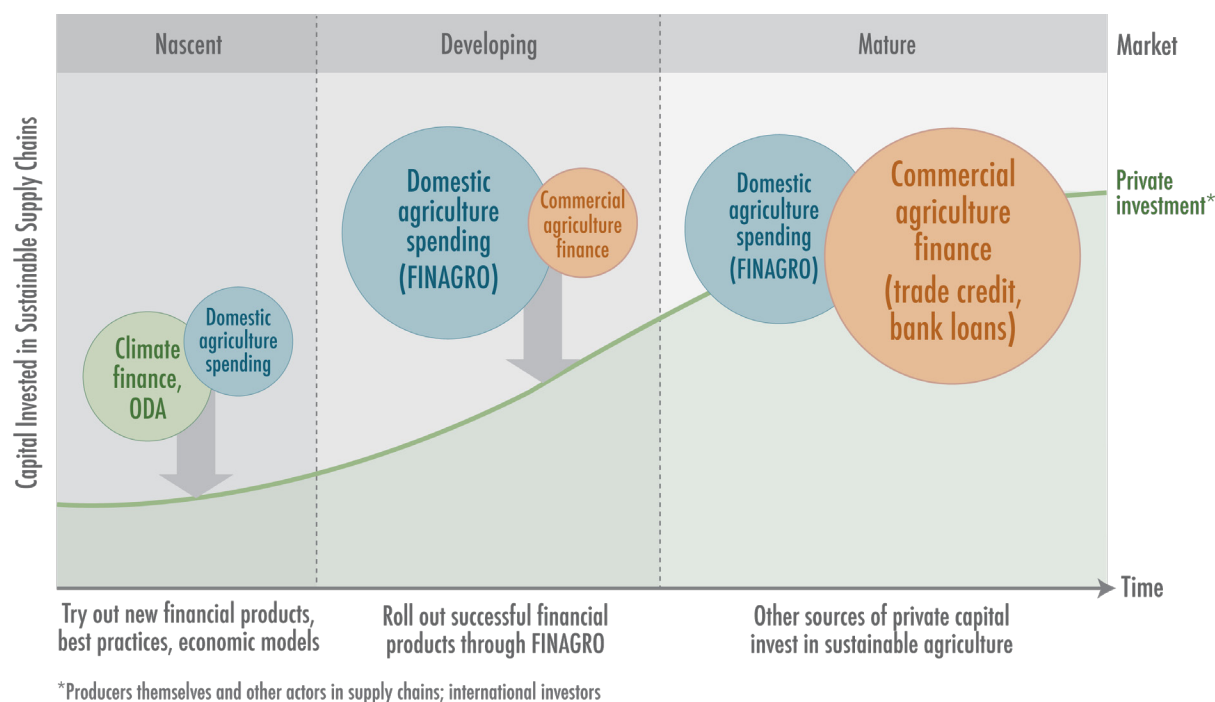 Nascent
Developing
Mature
Market
Capital Invested in Sustainable Supply Chains
Climate
finance,
ODA
Domestic
agriculture
spending
Domestic
agriculture
spending
(FINAGRO)
Commercial
agriculture
finance
Domestic
agriculture
spending
(FINAGRO)
Commercial
agriculture
finance
(trade credit,
bank loans)
Private
investment*
Time
Try out new financial products,
best practices, economic models
Roll out successful financial
products through FINAGRO
Other sources of private capital
invest in sustainable agriculture
*Producers themselves and other actors in supply chains; international investors